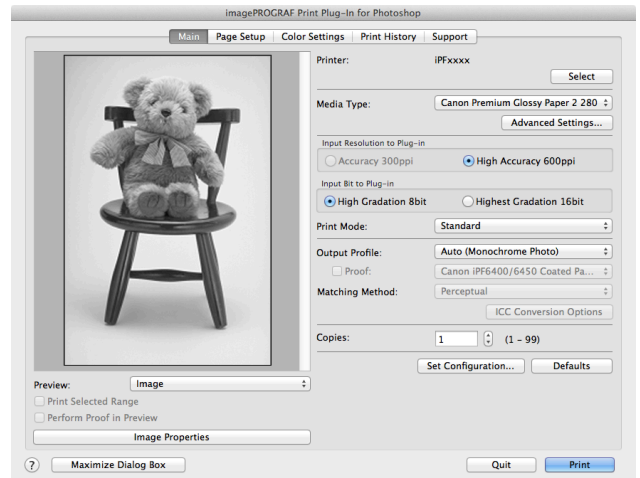 imagePROGRAF Print Plug-In for Photoshop
Main Page Setup Color Settings Print History Support
Printer: iPFxxxx
Select
Media Type: Canon Premium Glossy Paper 2 280
Advanced Settings...
Input Resolution to Plug-in
Accuracy 300ppi High Accuracy 600ppi
Input Bit to Plug-in
High Gradation 8bit Highest Gradation 16bit
Print Mode: Standard
Output Profile: Auto (Monochrome Photo)
Proof: Canon iPF6400/6450 Coated Pa...
Matching Method: Perceptual
ICC Conversion Options
Copies: 1 (1 – 99)
Set Configuration... Defaults
Preview: Image
Print Selected Range
Perform Proof in Preview
Image Properties
? Maximize Dialog Box Quit Print